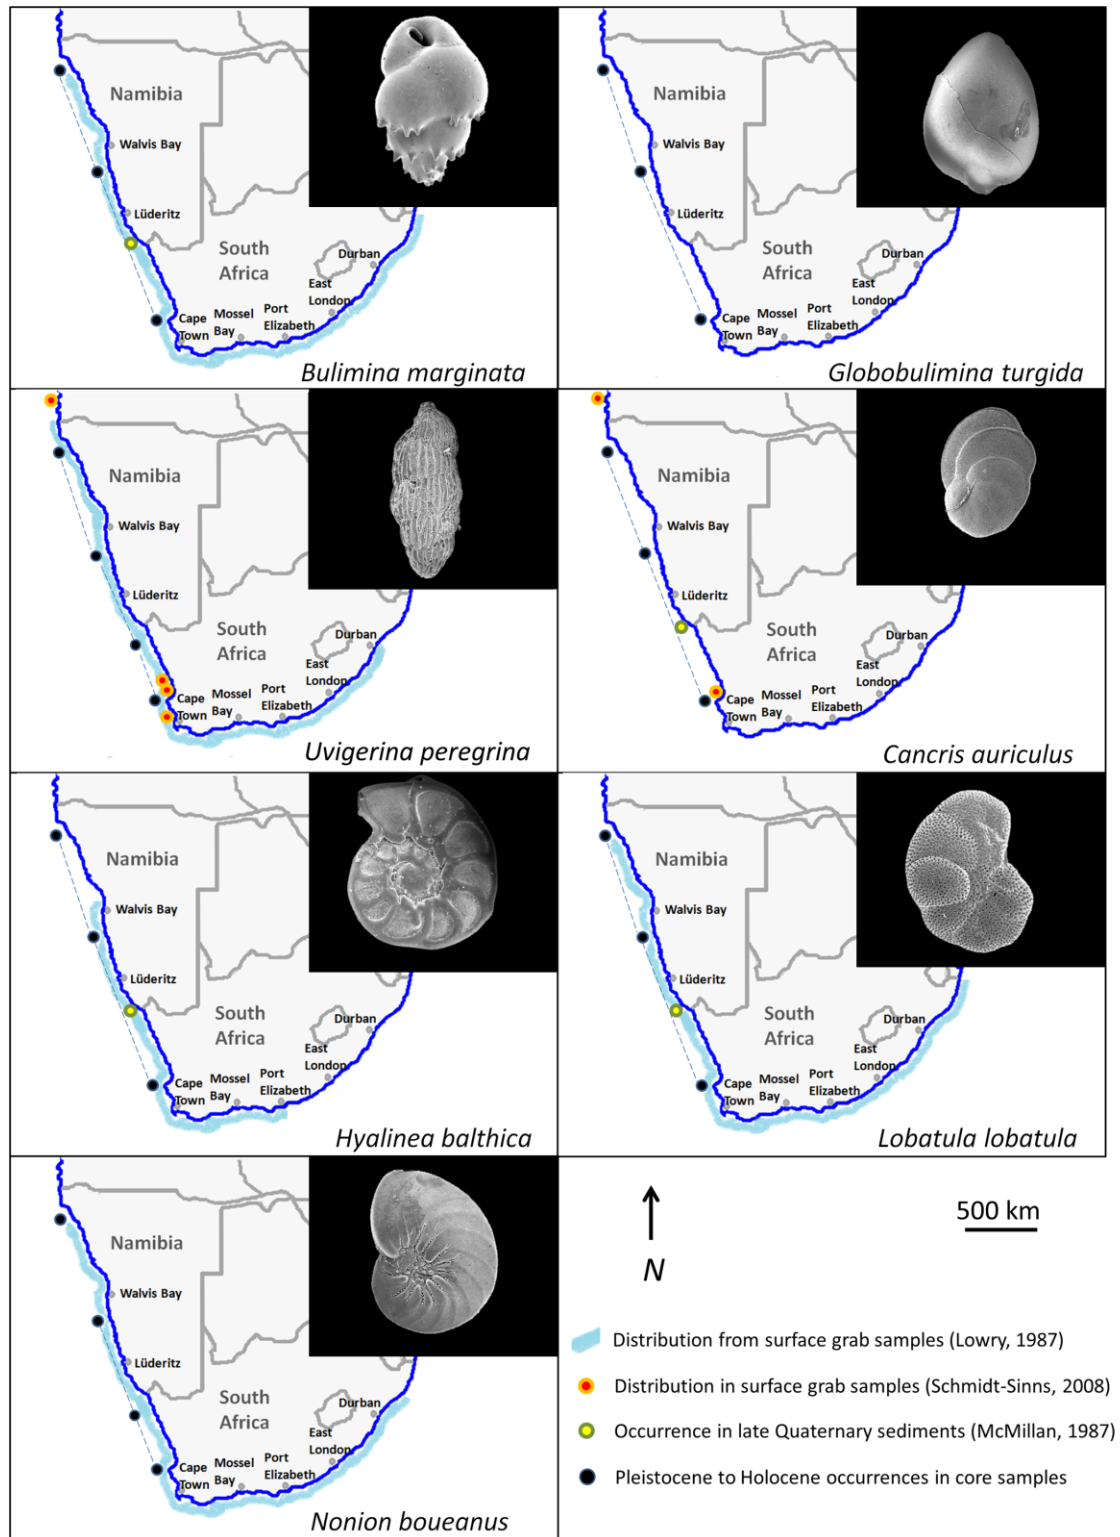 Namibia
Walvis Bay
Lüderitz
South
Africa
Durban
East
London
Cape
Town
Mossel
Bay
Port
Elizabeth
Bulimina marginata
Namibia
Walvis Bay
Lüderitz
South
Africa
Durban
East
London
Cape
Town
Mossel
Bay
Port
Elizabeth
Globobulimina turgida
Namibia
Walvis Bay
Lüderitz
South
Africa
Durban
East
London
Cape
Town
Mossel
Bay
Port
Elizabeth
Uvigerina peregrina
Namibia
Walvis Bay
Lüderitz
South
Africa
Durban
East
London
Cape
Town
Mossel
Bay
Port
Elizabeth
Cancris auriculus
Namibia
Walvis Bay
Lüderitz
South
Africa
Durban
East
London
Cape
Town
Mossel
Bay
Port
Elizabeth
Hyalinea balthica
Namibia
Walvis Bay
Lüderitz
South
Africa
Durban
East
London
Cape
Town
Mossel
Bay
Port
Elizabeth
Lobatula lobatula
Namibia
Walvis Bay
Lüderitz
South
Africa
Durban
East
London
Cape
Town
Mossel
Bay
Port
Elizabeth
Nonion boueanus
N
500 km
Distribution from surface grab samples (Lowry, 1987)
Distribution in surface grab samples (Schmidt-Sinns, 2008)
Occurrence in late Quaternary sediments (McMillan, 1987)
Pleistocene to Holocene occurrences in core samples